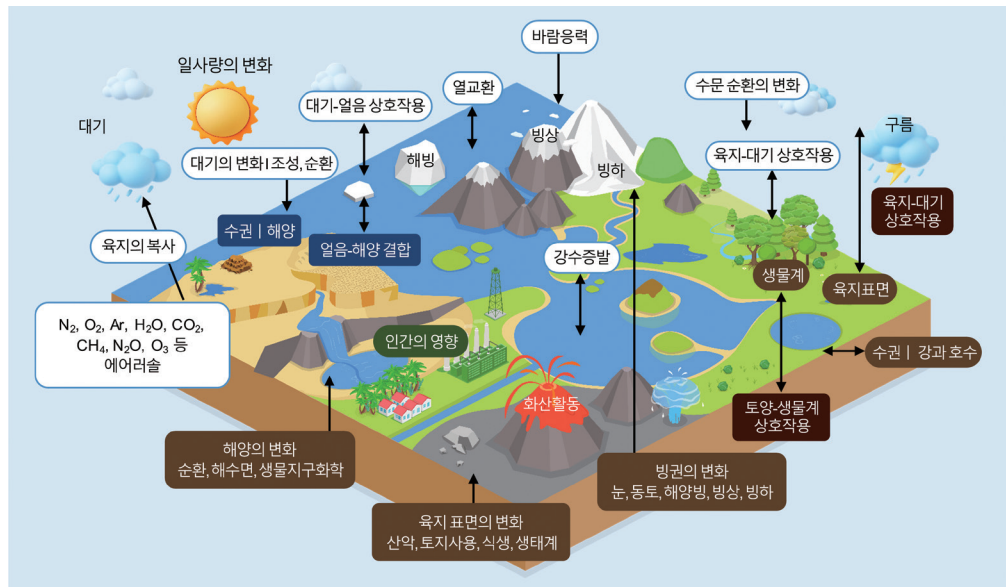 바람응력
일사량의 변화
열교환
수문 순환의 변화
대기-얼음 상호작용
대기
구름
빙상
해빙
빙하
대기의 변화 | 조성, 순환
육지-대기 상호작용
육지-대기
상호작용
수권 | 해양
육지의 복사
얼음-해양 결합
강수증발
생물계
육지표면
N₂, O₂, Ar, H₂O, CO₂,
CH₄, N₂O, O₃ 등
에어러솔
인간의 영향
수권 | 강과 호수
화산활동
토양-생물계
상호작용
해양의 변화
순환, 해수면, 생물지구화학
빙권의 변화
눈, 동토, 해양빙, 빙상, 빙하
육지 표면의 변화
산악, 토지사용, 식생, 생태계